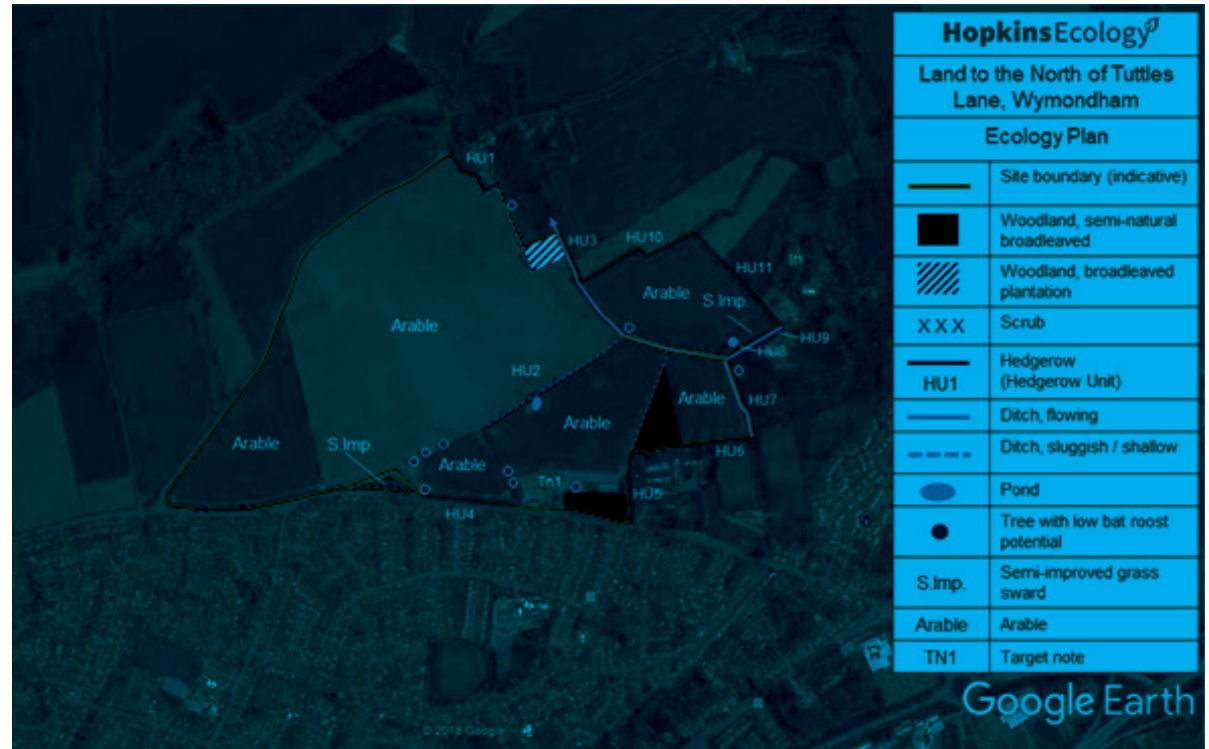 HopkinsEcology
Land to the North of Tuttles
Lane, Wymondham
Ecology Plan
Site boundary (indicative)
Woodland, semi-natural
broadleaved
Woodland, broadleaved
plantation
X X X
Scrub
HU1
Hedgerow
(Hedgerow Unit)
Ditch, flowing
Ditch, sluggish / shallow
Pond
Tree with low bat roost
potential
S.Imp.
Semi-improved grass
sward
Arable
Arable
TN1
Target note
HU1
HU3
HU10
HU11
Arable
S.Imp.
Arable
HU9
HU8
HU2
Arable
HU7
Arable
Arable
S.Imp.
Arable
HU6
Tn1
HU5
HU4
© 2018 Google
Google Earth